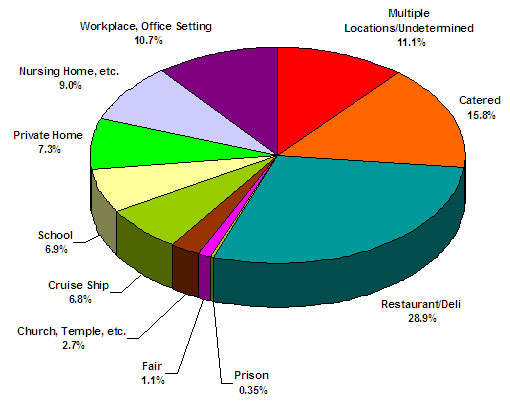 Multiple
Locations/Undetermined
11.1%
Catered
15.8%
Restaurant/Deli
28.9%
Prison
0.35%
Fair
1.1%
Church, Temple, etc.
2.7%
Cruise Ship
6.8%
School
6.9%
Private Home
7.3%
Nursing Home, etc.
9.0%
Workplace, Office Setting
10.7%